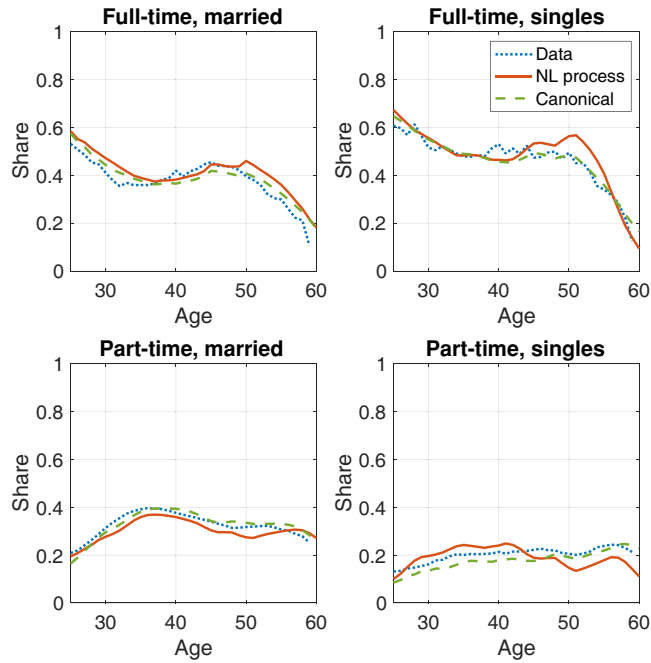 Full-time, married
1
0.8
0.6
0.4
0.2
0
Share
30 40 50 60
Age
Full-time, singles
1
0.8
0.6
0.4
0.2
0
Share
Data
NL process
Canonical
30 40 50 60
Age
Part-time, married
1
0.8
0.6
0.4
0.2
0
Share
30 40 50 60
Age
Part-time, singles
1
0.8
0.6
0.4
0.2
0
Share
30 40 50 60
Age